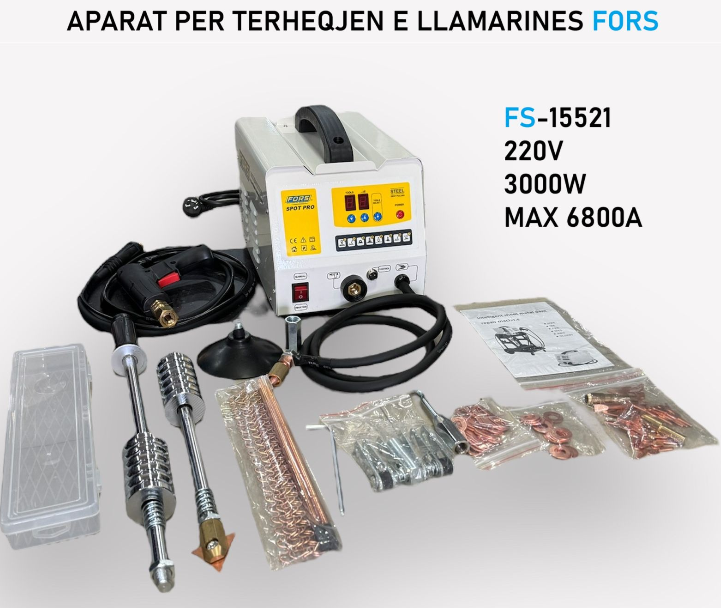 APARAT PER TERHEQJEN E LLAMARINES FORS
FS-15521
220V
3000W
MAX 6800A
FORS
SPOT PRO
STEEL